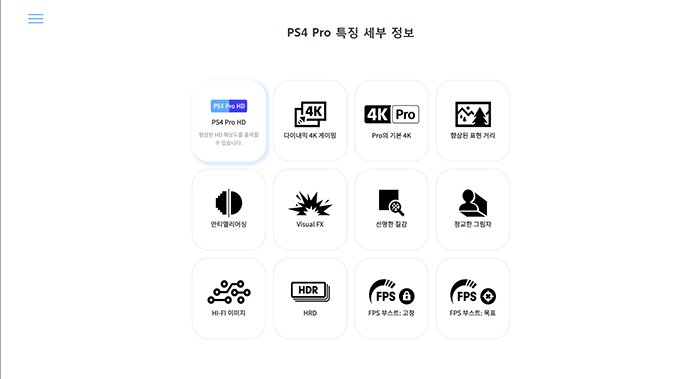 PS4 Pro 특징 세부 정보
PS4 Pro HD
PS4 Pro HD
향상된 HD 해상도를 출력할
수 있습니다.
4K
다이내믹 4K 게이밍
4K Pro
Pro의 기본 4K
향상된 표현 거리
안티앨리어싱
Visual FX
선명한 질감
정교한 그림자
HI-FI 이미지
HDR
HRD
FPS
FPS 부스트: 고정
FPS
FPS 부스트: 목표